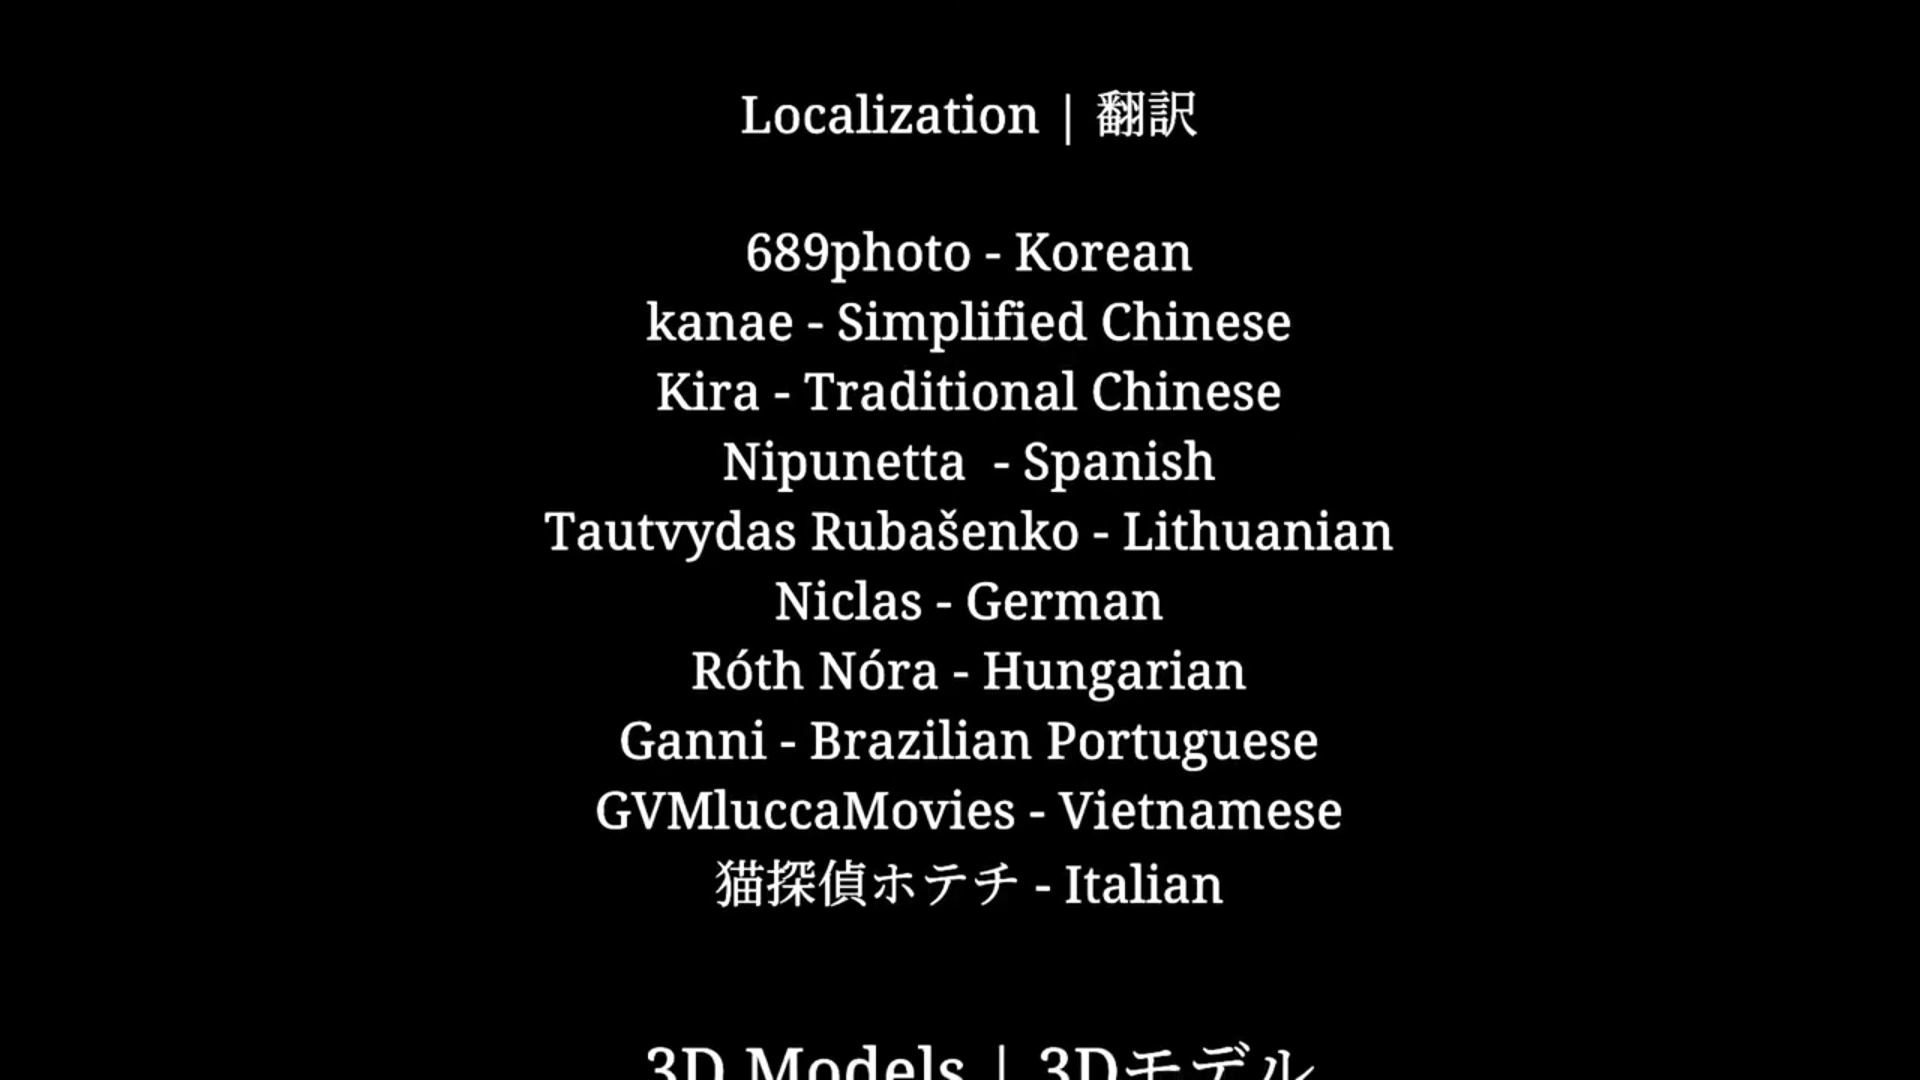 Localization | 翻訳
689photo - Korean
kanae - Simplified Chinese
Kira - Traditional Chinese
Nipunetta  - Spanish
Tautvydas Rubašenko - Lithuanian
Niclas - German
Róth Nóra - Hungarian
Ganni - Brazilian Portuguese
GVMluccaMovies - Vietnamese
猫探偵ホテチ - Italian
3D Models | 3Dモデル